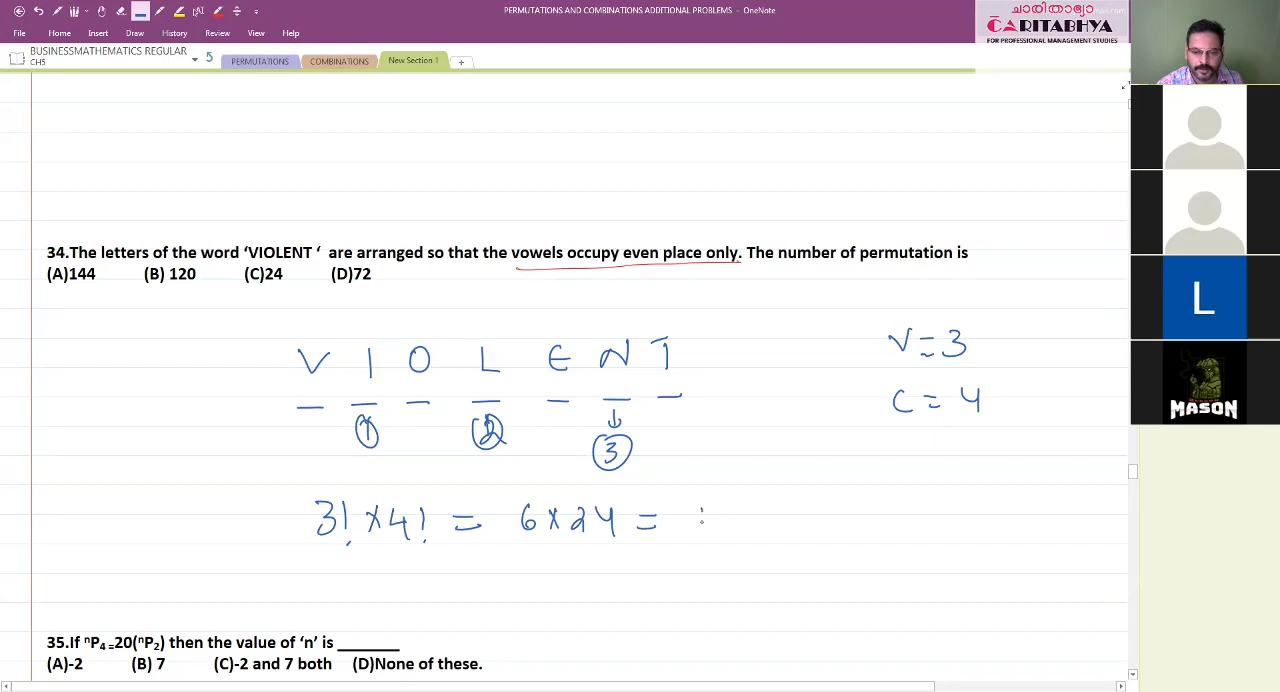 PERMUTATIONS AND COMBINATIONS ADDITIONAL PROBLEMS - OneNote
ചാരിതാഭ്യാ
CARITABHYA
FOR PROFESSIONAL MANAGEMENT STUDIES
File Home Insert Draw History Review View Help
BUSINESSMATHEMATICS REGULAR
CH5
PERMUTATIONS COMBINATIONS New Section 1 +
34.The letters of the word ‘VIOLENT ‘ are arranged so that the vowels occupy even place only. The number of permutation is
(A)144 (B) 120 (C)24 (D)72
V I O L E N T
V = 3
C = 4
1 2 3
3! × 4! = 6 × 24 =
35.If ⁿP₄ =20(ⁿP₂) then the value of ‘n’ is _______
(A)-2 (B) 7 (C)-2 and 7 both (D)None of these.
L
MASON